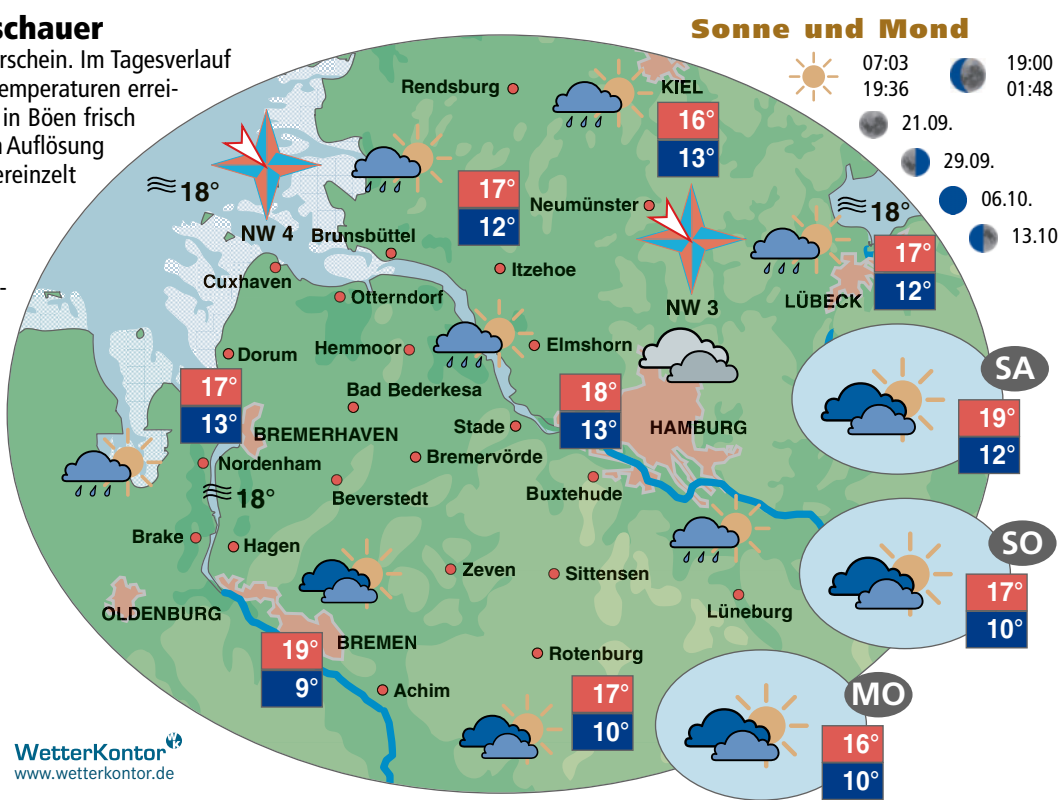 schauer
rschein. Im Tagesverlauf
emperaturen errei-
in Böen frisch
Auflösung
ereinzelt
-
Sonne und Mond
07:03
19:36
19:00
01:48
21.09.
29.09.
06.10.
13.10
Rendsburg
KIEL
16°
13°
18°
NW 4
17°
12°
Neumünster
NW 3
18°
17°
12°
LÜBECK
Brunsbüttel
Cuxhaven
Itzehoe
Otterndorf
Dorum
Hemmoor
Elmshorn
17°
13°
Bad Bederkesa
18°
13°
BREMERHAVEN
Stade
HAMBURG
SA
19°
12°
Nordenham
Bremervörde
18°
Beverstedt
Buxtehude
Brake
Hagen
SO
17°
10°
Zeven
Sittensen
OLDENBURG
Lüneburg
BREMEN
19°
9°
Rotenburg
Achim
17°
10°
MO
16°
10°
WetterKontor
www.wetterkontor.de